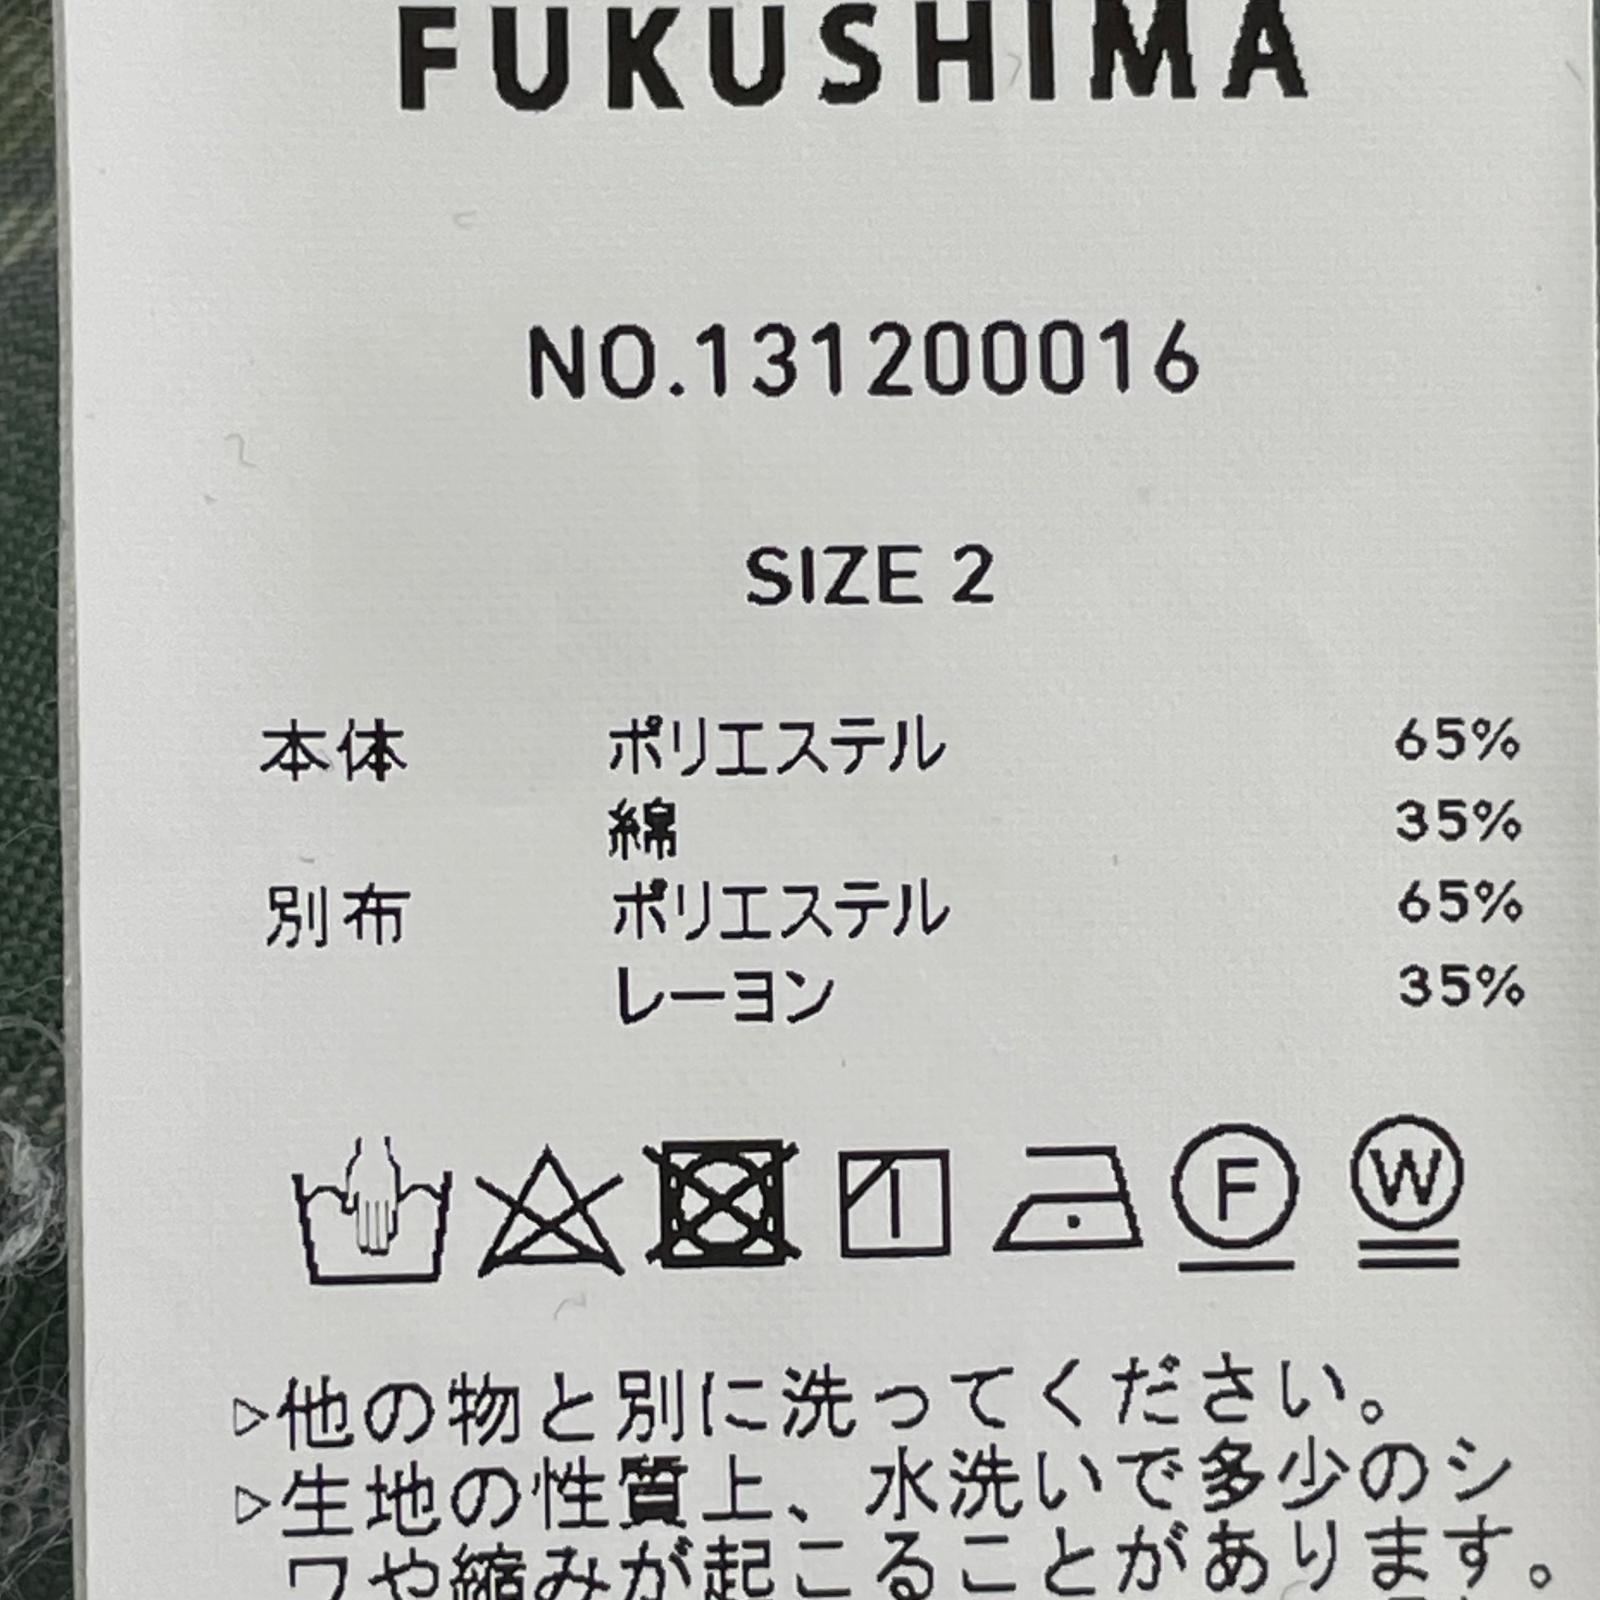 FUKUSHIMA
NO.131200016
SIZE 2
本体 ポリエステル 65%
綿 35%
別布 ポリエステル 65%
レーヨン 35%
F W
▷他の物と別に洗ってください。
▷生地の性質上、水洗いで多少のシ
ワや縮みが起こることがあります。